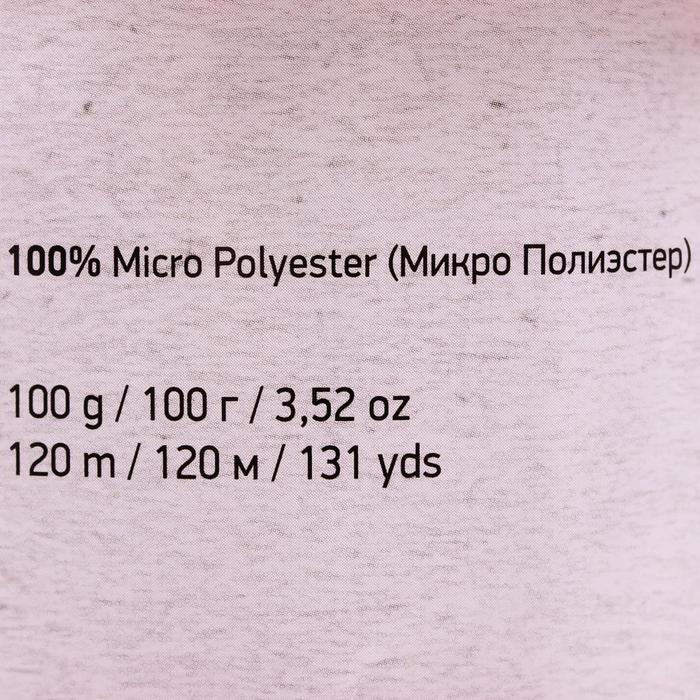 100% Micro Polyester (Микро Полиэстер)
100 g / 100 г / 3,52 oz
120 m / 120 м / 131 yds